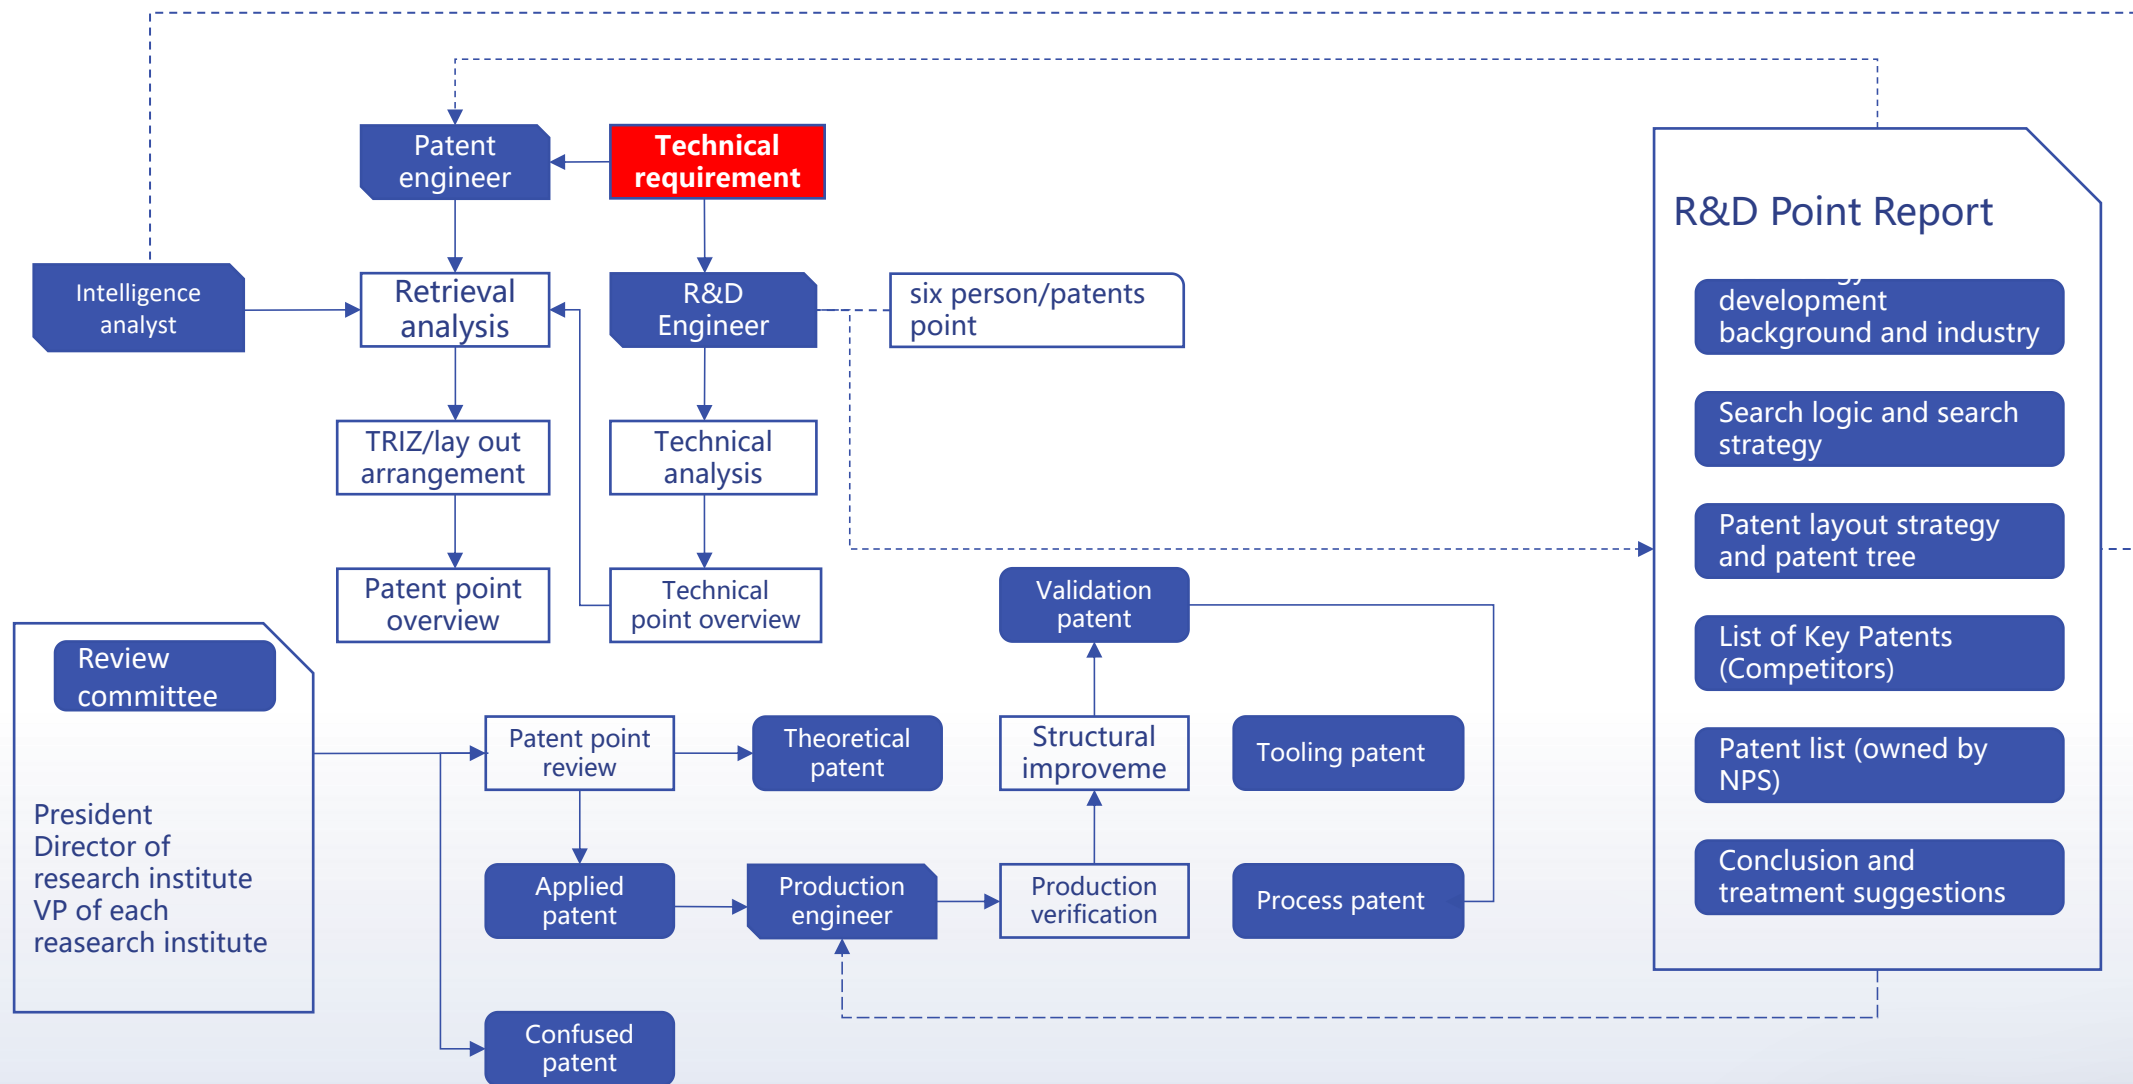 Patent
engineer
Technical
requirement
R&D Point Report
Intelligence
analyst
Retrieval
analysis
R&D
Engineer
six person/patents
point
development
background and industry
TRIZ/lay out
arrangement
Technical
analysis
Search logic and search
strategy
Patent layout strategy
and patent tree
Patent point
overview
Technical
point overview
Validation
patent
List of Key Patents
(Competitors)
Review
committee
President
Director of
research institute
VP of each
reasearch institute
Patent point
review
Theoretical
patent
Structural
improveme
Tooling patent
Patent list (owned by
NPS)
Applied
patent
Production
engineer
Production
verification
Process patent
Conclusion and
treatment suggestions
Confused
patent